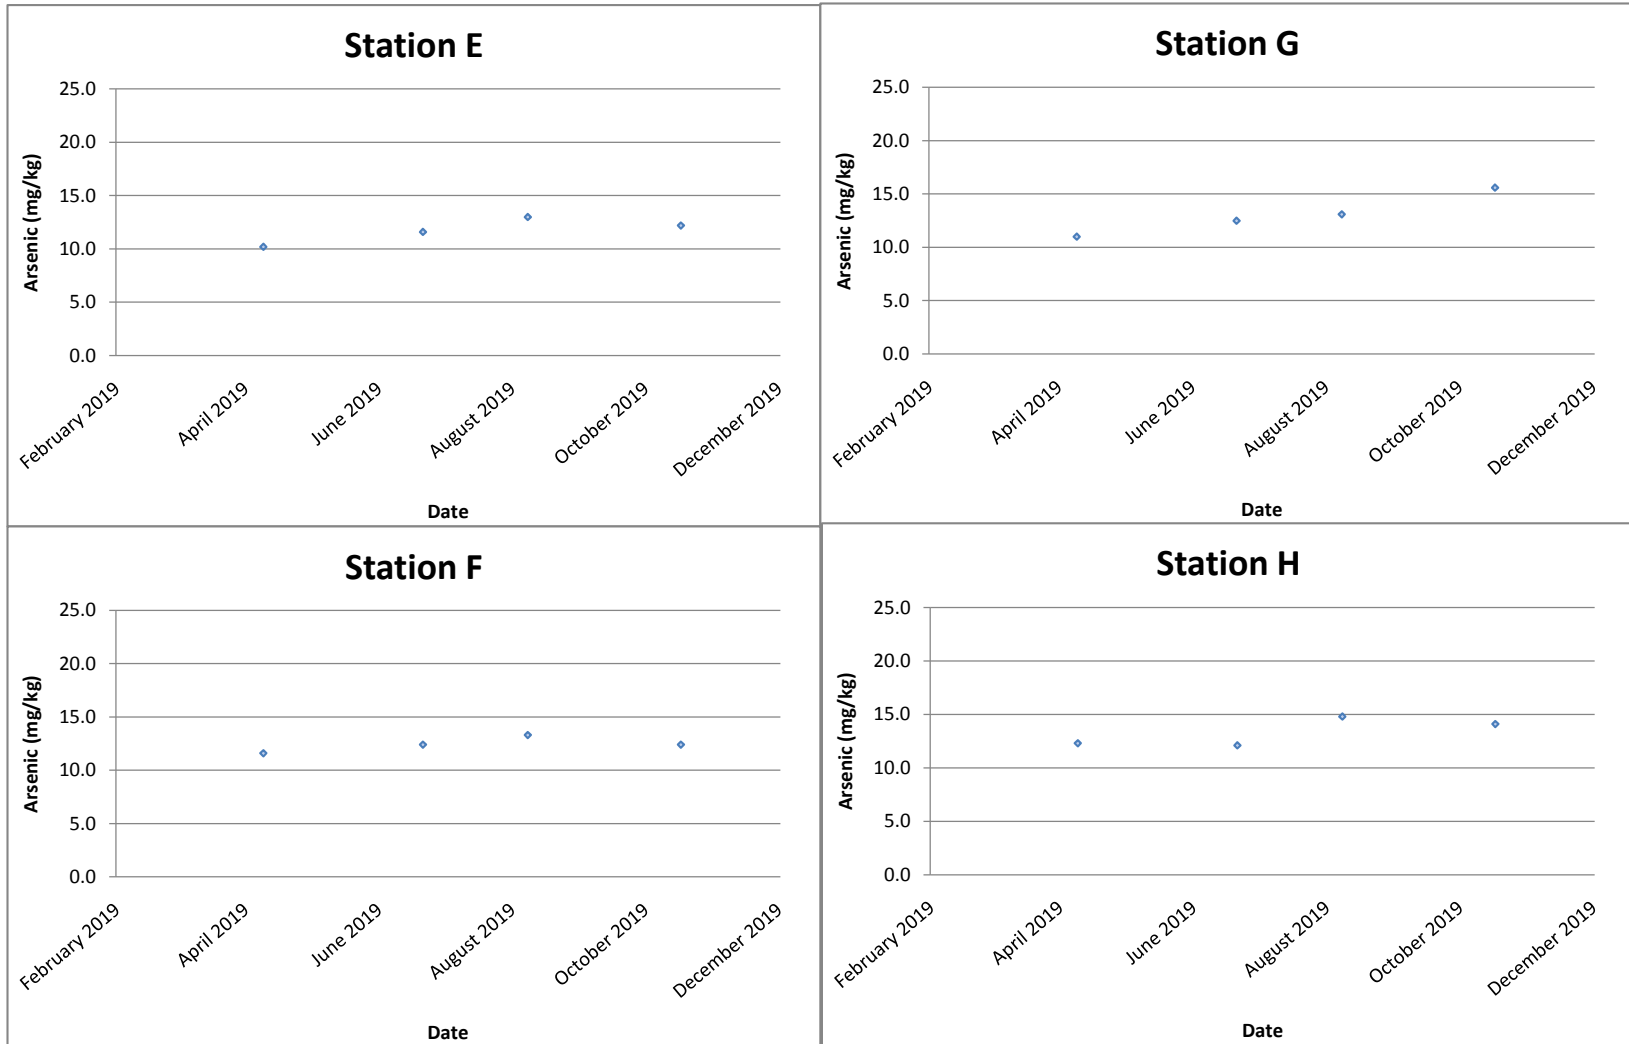 Station E
25.0
20.0
15.0
10.0
5.0
0.0
Arsenic (mg/kg)
February 2019
April 2019
June 2019
August 2019
October 2019
December 2019
Date
Station G
25.0
20.0
15.0
10.0
5.0
0.0
Arsenic (mg/kg)
February 2019
April 2019
June 2019
August 2019
October 2019
December 2019
Date
Station F
25.0
20.0
15.0
10.0
5.0
0.0
Arsenic (mg/kg)
February 2019
April 2019
June 2019
August 2019
October 2019
December 2019
Date
Station H
25.0
20.0
15.0
10.0
5.0
0.0
Arsenic (mg/kg)
February 2019
April 2019
June 2019
August 2019
October 2019
December 2019
Date